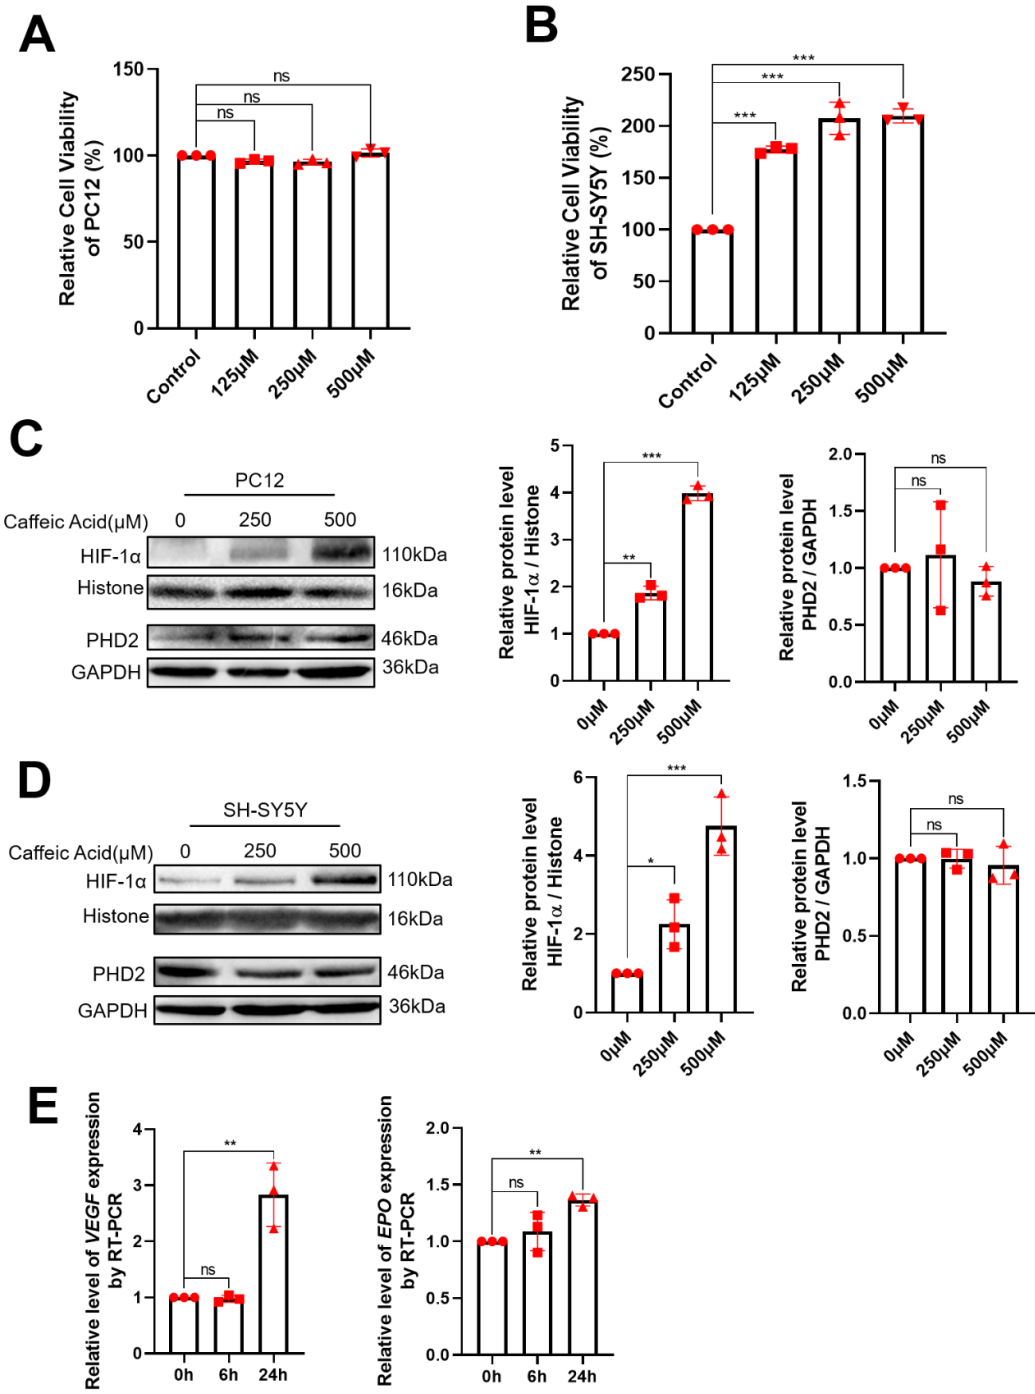 A
Relative Cell Viability
of PC12 (%)
150
100
50
0
ns
ns
ns
Control
125μM
250μM
500μM
B
Relative Cell Viability
of SH-SY5Y (%)
250
200
150
100
50
0
***
***
***
Control
125μM
250μM
500μM
C
PC12
Caffeic Acid(μM) 0 250 500
HIF-1α 110kDa
Histone 16kDa
PHD2 46kDa
GAPDH 36kDa
Relative protein level
HIF-1α / Histone
5
4
3
2
1
0
***
**
0μM
250μM
500μM
Relative protein level
PHD2 / GAPDH
2.0
1.5
1.0
0.5
0.0
ns
ns
0μM
250μM
500μM
D
SH-SY5Y
Caffeic Acid(μM) 0 250 500
HIF-1α 110kDa
Histone 16kDa
PHD2 46kDa
GAPDH 36kDa
Relative protein level
HIF-1α / Histone
6
4
2
0
***
*
0μM
250μM
500μM
Relative protein level
PHD2 / GAPDH
1.5
1.0
0.5
0.0
ns
ns
0μM
250μM
500μM
E
Relative level of VEGF expression
by RT-PCR
4
3
2
1
0
**
ns
0h 6h 24h
Relative level of EPO expression
by RT-PCR
2.0
1.5
1.0
0.5
0.0
**
ns
0h 6h 24h